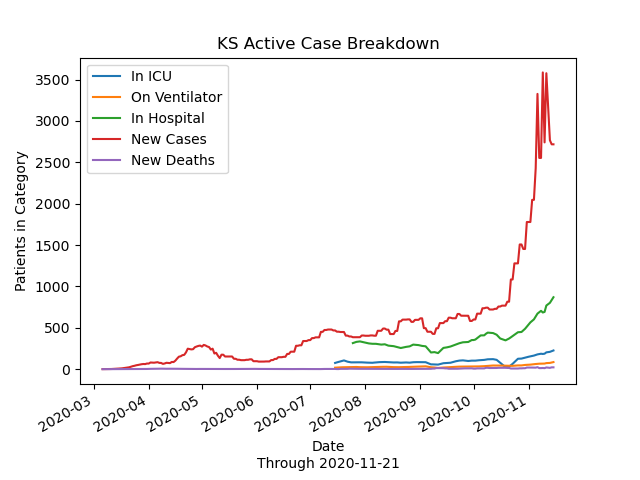 KS Active Case Breakdown
In ICU
On Ventilator
In Hospital
New Cases
New Deaths
Patients in Category
3500
3000
2500
2000
1500
1000
500
0
2020-03
2020-04
2020-05
2020-06
2020-07
2020-08
2020-09
2020-10
2020-11
Date
Through 2020-11-21